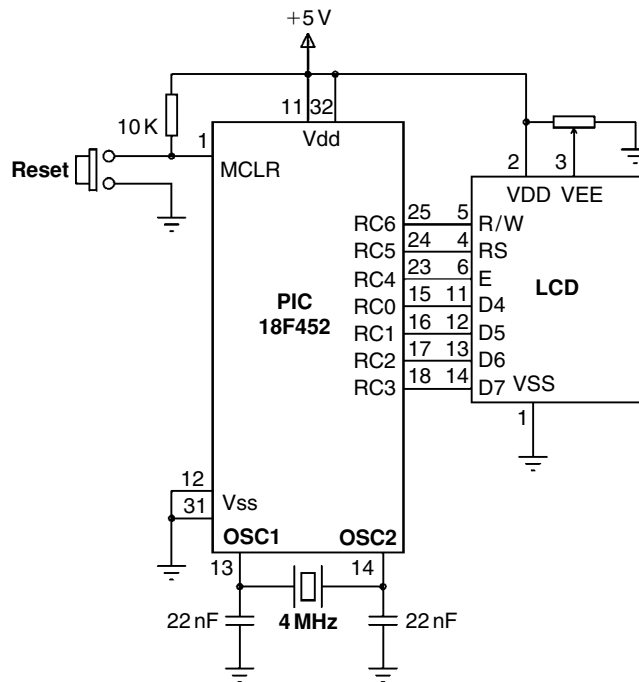 +5 V
11 32
Vdd
10 K
1
MCLR
Reset
2
3
VDD
VEE
RC6 25 5 R/W
RC5 24 4 RS
RC4 23 6 E
RC0 15 11 D4
RC1 16 12 D5
RC2 17 13 D6
RC3 18 14 D7
PIC
18F452
LCD
VSS
1
12
31
Vss
OSC1
OSC2
13
14
22 nF
4 MHz
22 nF